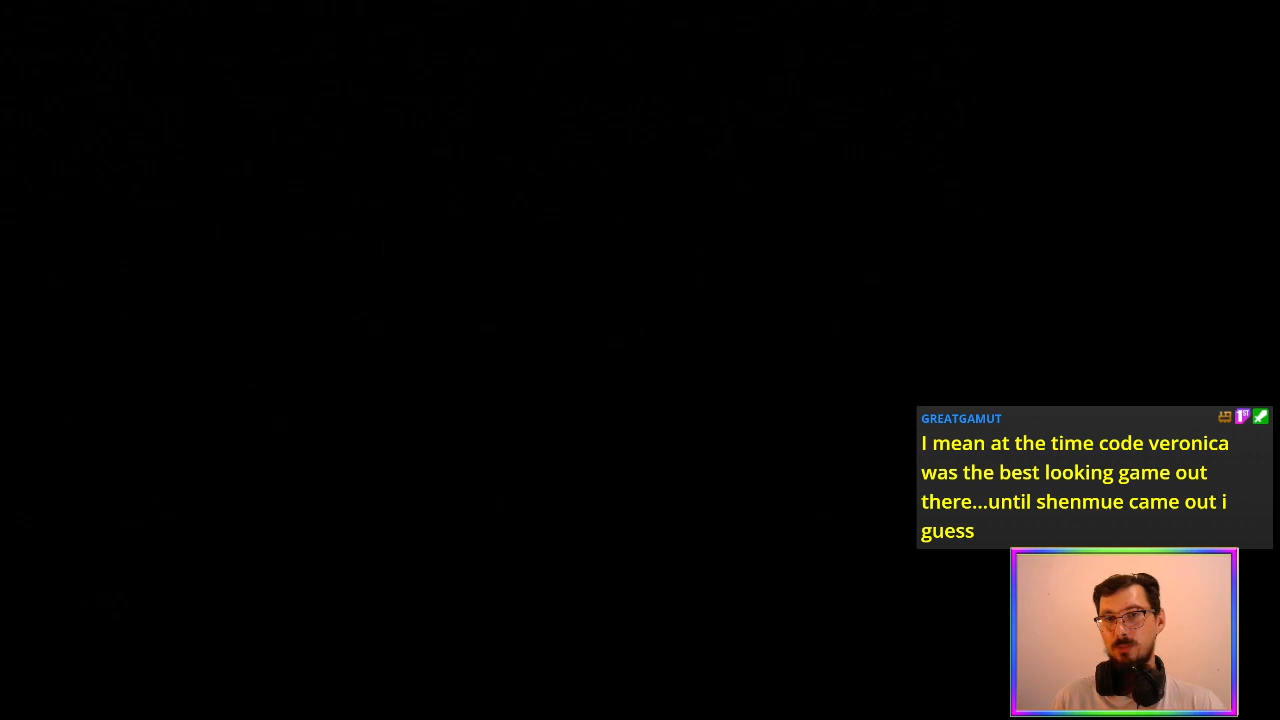 GREATGAMUT
I mean at the time code veronica
was the best looking game out
there...until shenmue came out i
guess